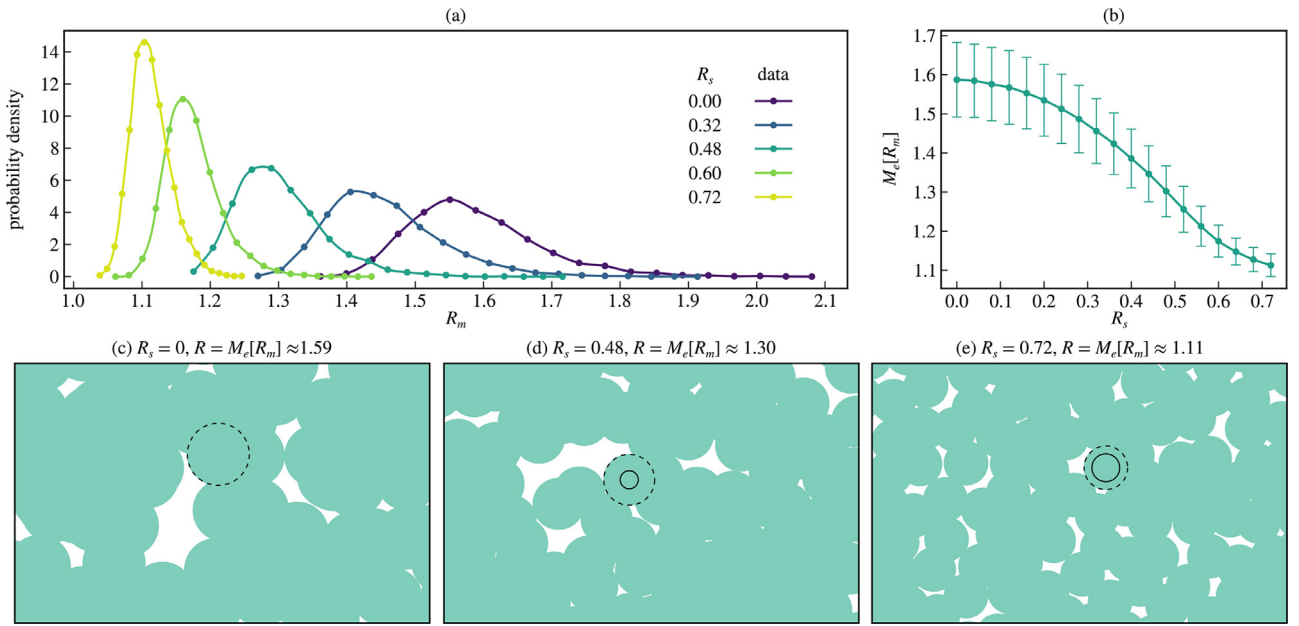 (a)
probability density
14
12
10
8
6
4
2
0
1.0 1.1 1.2 1.3 1.4 1.5 1.6 1.7 1.8 1.9 2.0 2.1
R_m
R_s data
0.00
0.32
0.48
0.60
0.72
(b)
M_e[R_m]
1.7
1.6
1.5
1.4
1.3
1.2
1.1
0.0 0.1 0.2 0.3 0.4 0.5 0.6 0.7
R_s
(c) R_s = 0, R = M_e[R_m] ≈1.59
(d) R_s = 0.48, R = M_e[R_m] ≈ 1.30
(e) R_s = 0.72, R = M_e[R_m] ≈ 1.11